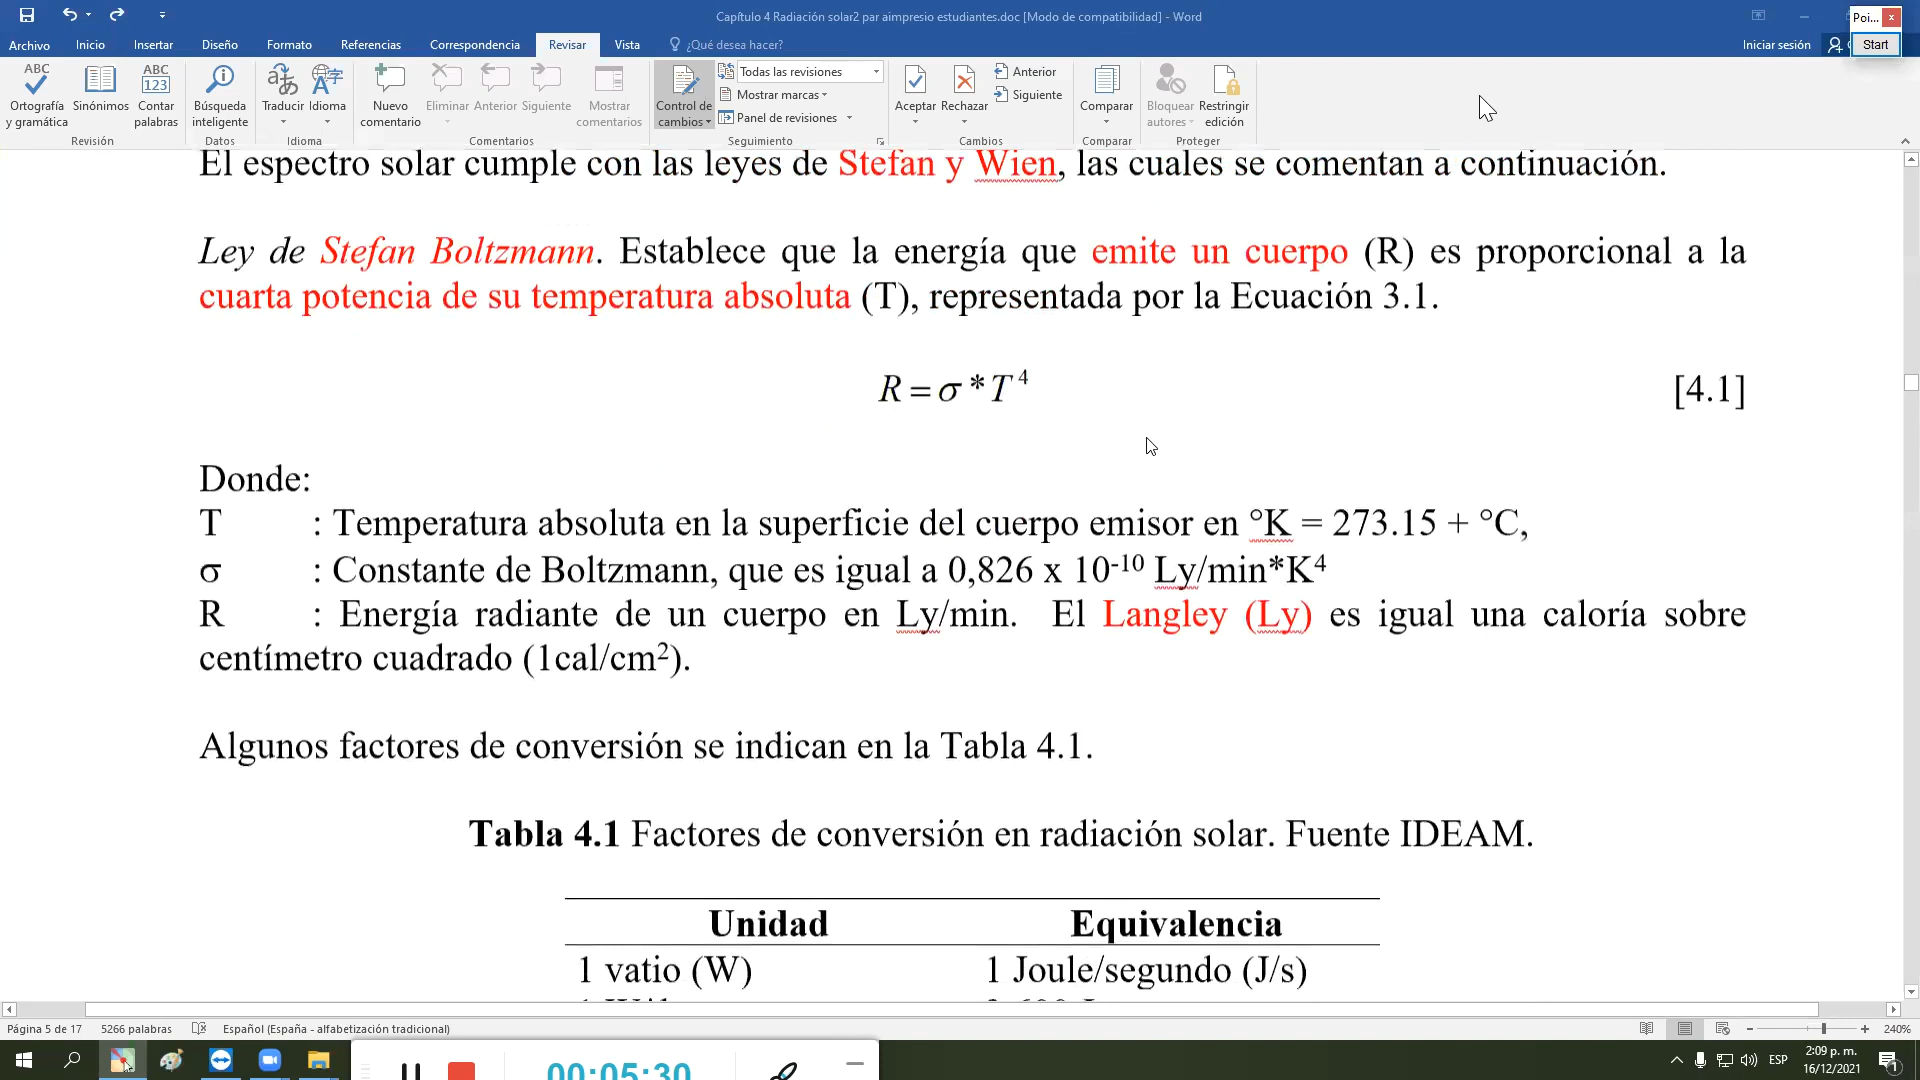 Capítulo 4 Radiación solar2 par aimpresio estudiantes.doc [Modo de compatibilidad] - Word
Poi...
Start
Archivo Inicio Insertar Diseño Formato Referencias Correspondencia Revisar Vista ¿Qué desea hacer? Iniciar sesión
ABC ABC 123
Ortografía y gramática
Sinónimos
Contar palabras
Búsqueda inteligente
Traducir
Idioma
Nuevo comentario
Eliminar
Anterior
Siguiente
Mostrar comentarios
Control de cambios
Todas las revisiones
Mostrar marcas
Panel de revisiones
Aceptar
Rechazar
Anterior
Siguiente
Comparar
Bloquear autores
Restringir edición
Revisión Datos Idioma Comentarios Seguimiento Cambios Comparar Proteger
El espectro solar cumple con las leyes de Stefan y Wien, las cuales se comentan a continuación.
Ley de Stefan Boltzmann. Establece que la energía que emite un cuerpo (R) es proporcional a la
cuarta potencia de su temperatura absoluta (T), representada por la Ecuación 3.1.
R = σ * T⁴ [4.1]
Donde:
T : Temperatura absoluta en la superficie del cuerpo emisor en °K = 273.15 + °C,
σ : Constante de Boltzmann, que es igual a 0,826 x 10⁻¹⁰ Ly/min*K⁴
R : Energía radiante de un cuerpo en Ly/min. El Langley (Ly) es igual una caloría sobre
centímetro cuadrado (1cal/cm²).
Algunos factores de conversión se indican en la Tabla 4.1.
Tabla 4.1 Factores de conversión en radiación solar. Fuente IDEAM.
Unidad Equivalencia
1 vatio (W) 1 Joule/segundo (J/s)
Página 5 de 17 5266 palabras Español (España - alfabetización tradicional) 240%
00:05:30
ESP
2:09 p. m.
16/12/2021
1